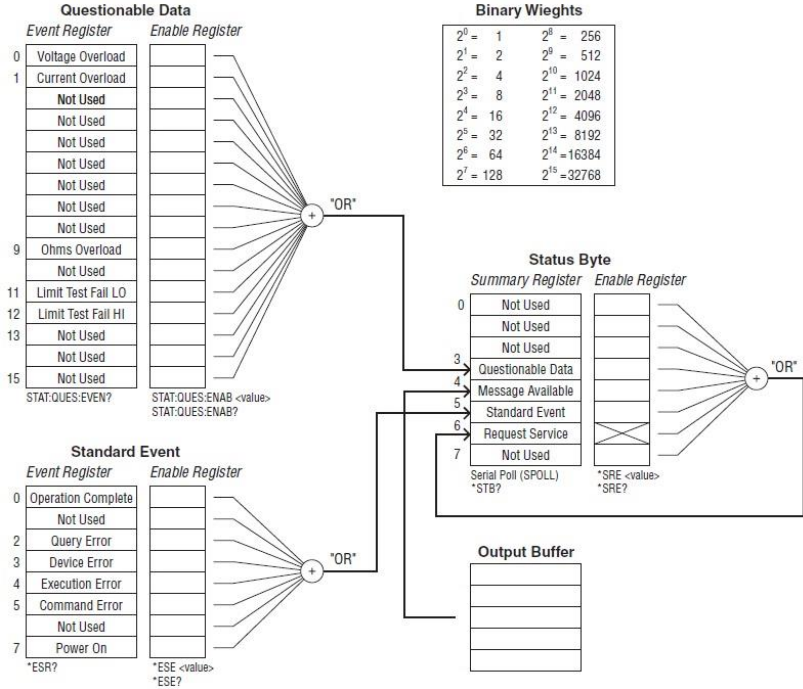 Questionable Data
Event Register
Enable Register
0 Voltage Overload
1 Current Overload
Not Used
Not Used
Not Used
Not Used
Not Used
Not Used
Not Used
9 Ohms Overload
Not Used
11 Limit Test Fail LO
12 Limit Test Fail HI
13 Not Used
Not Used
15 Not Used
STAT:QUES:EVEN?
STAT:QUES:ENAB <value>
STAT:QUES:ENAB?
+
"OR"
Binary Wieghts
2⁰ = 1 2⁸ = 256
2¹ = 2 2⁹ = 512
2² = 4 2¹⁰ = 1024
2³ = 8 2¹¹ = 2048
2⁴ = 16 2¹² = 4096
2⁵ = 32 2¹³ = 8192
2⁶ = 64 2¹⁴ =16384
2⁷ = 128 2¹⁵ =32768
Status Byte
Summary Register
Enable Register
0 Not Used
Not Used
Not Used
3 Questionable Data
4 Message Available
5 Standard Event
6 Request Service
7 Not Used
Serial Poll (SPOLL)
*STB?
*SRE <value>
*SRE?
+
"OR"
Standard Event
Event Register
Enable Register
0 Operation Complete
Not Used
2 Query Error
3 Device Error
4 Execution Error
5 Command Error
Not Used
7 Power On
*ESR?
*ESE <value>
*ESE?
+
"OR"
Output Buffer